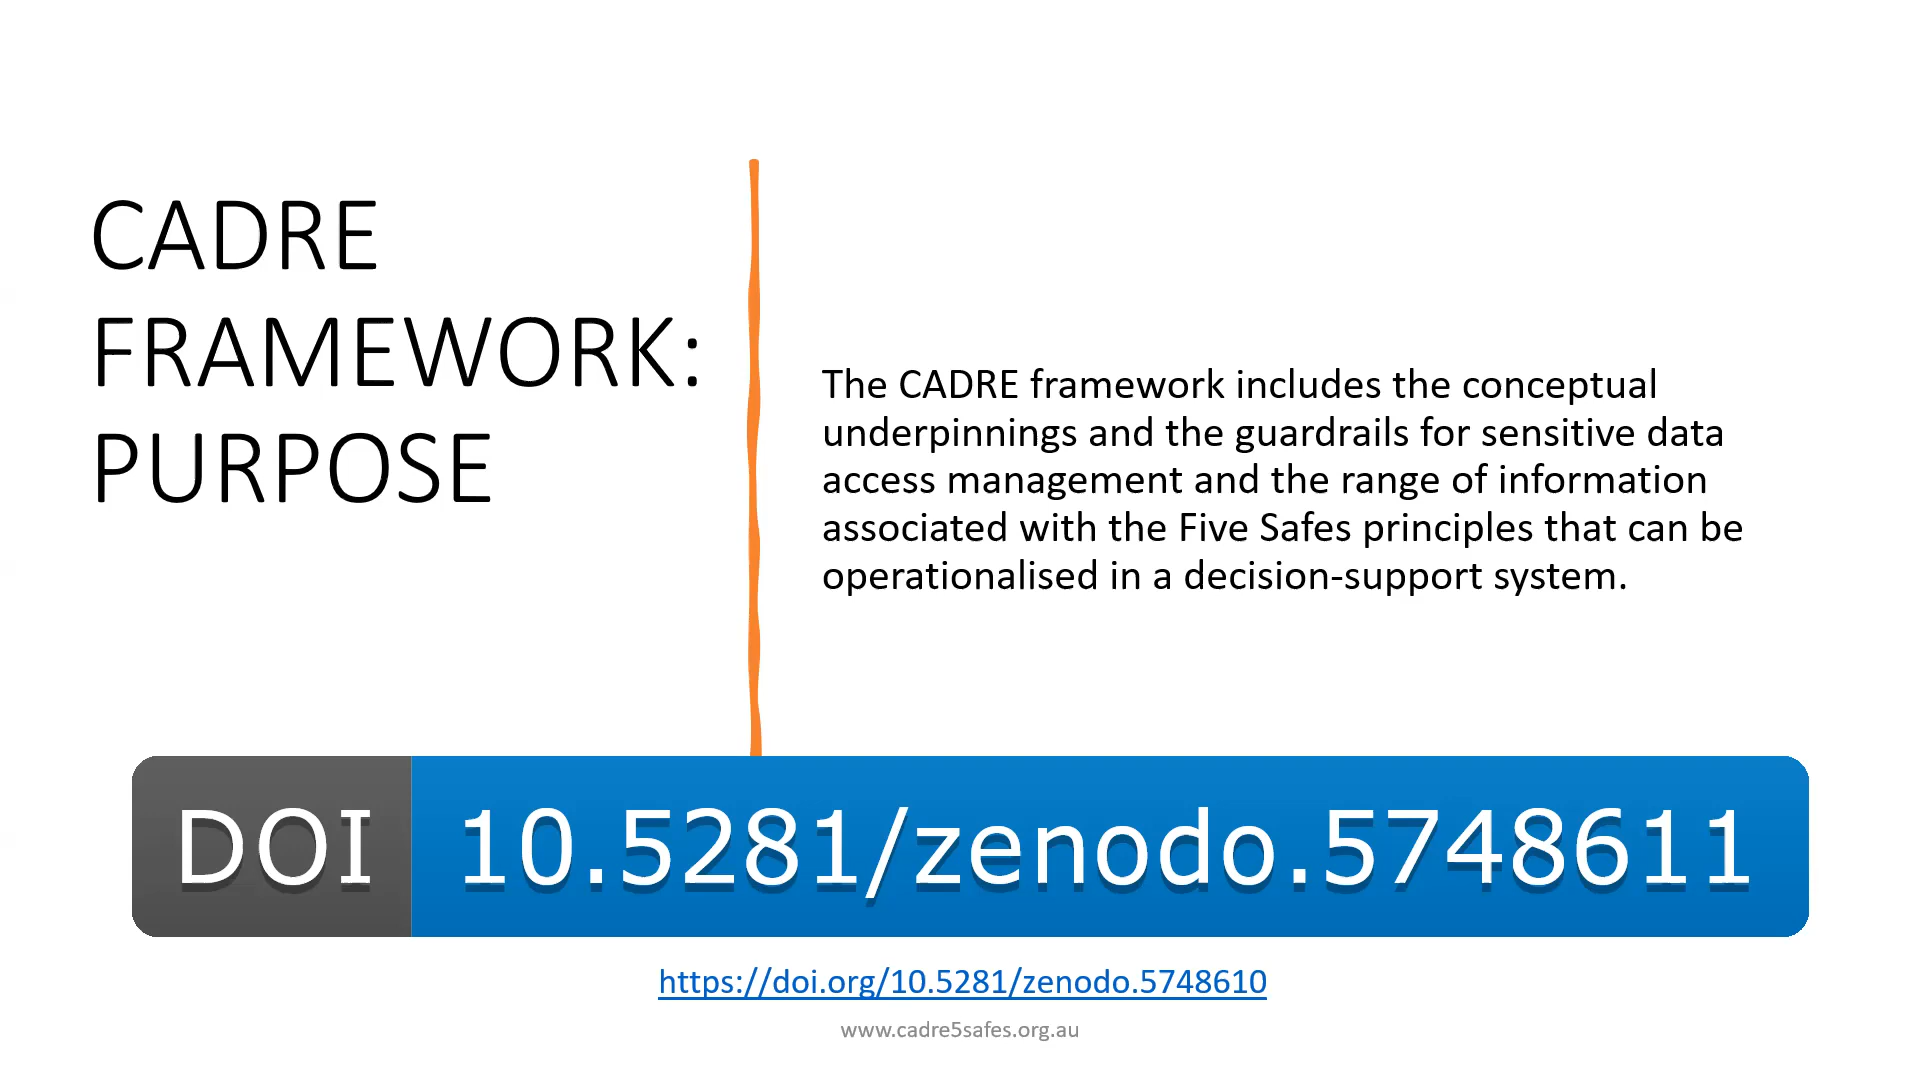 CADRE
FRAMEWORK:
PURPOSE
The CADRE framework includes the conceptual
underpinnings and the guardrails for sensitive data
access management and the range of information
associated with the Five Safes principles that can be
operationalised in a decision-support system.
DOI 10.5281/zenodo.5748611
https://doi.org/10.5281/zenodo.5748610
www.cadre5safes.org.au